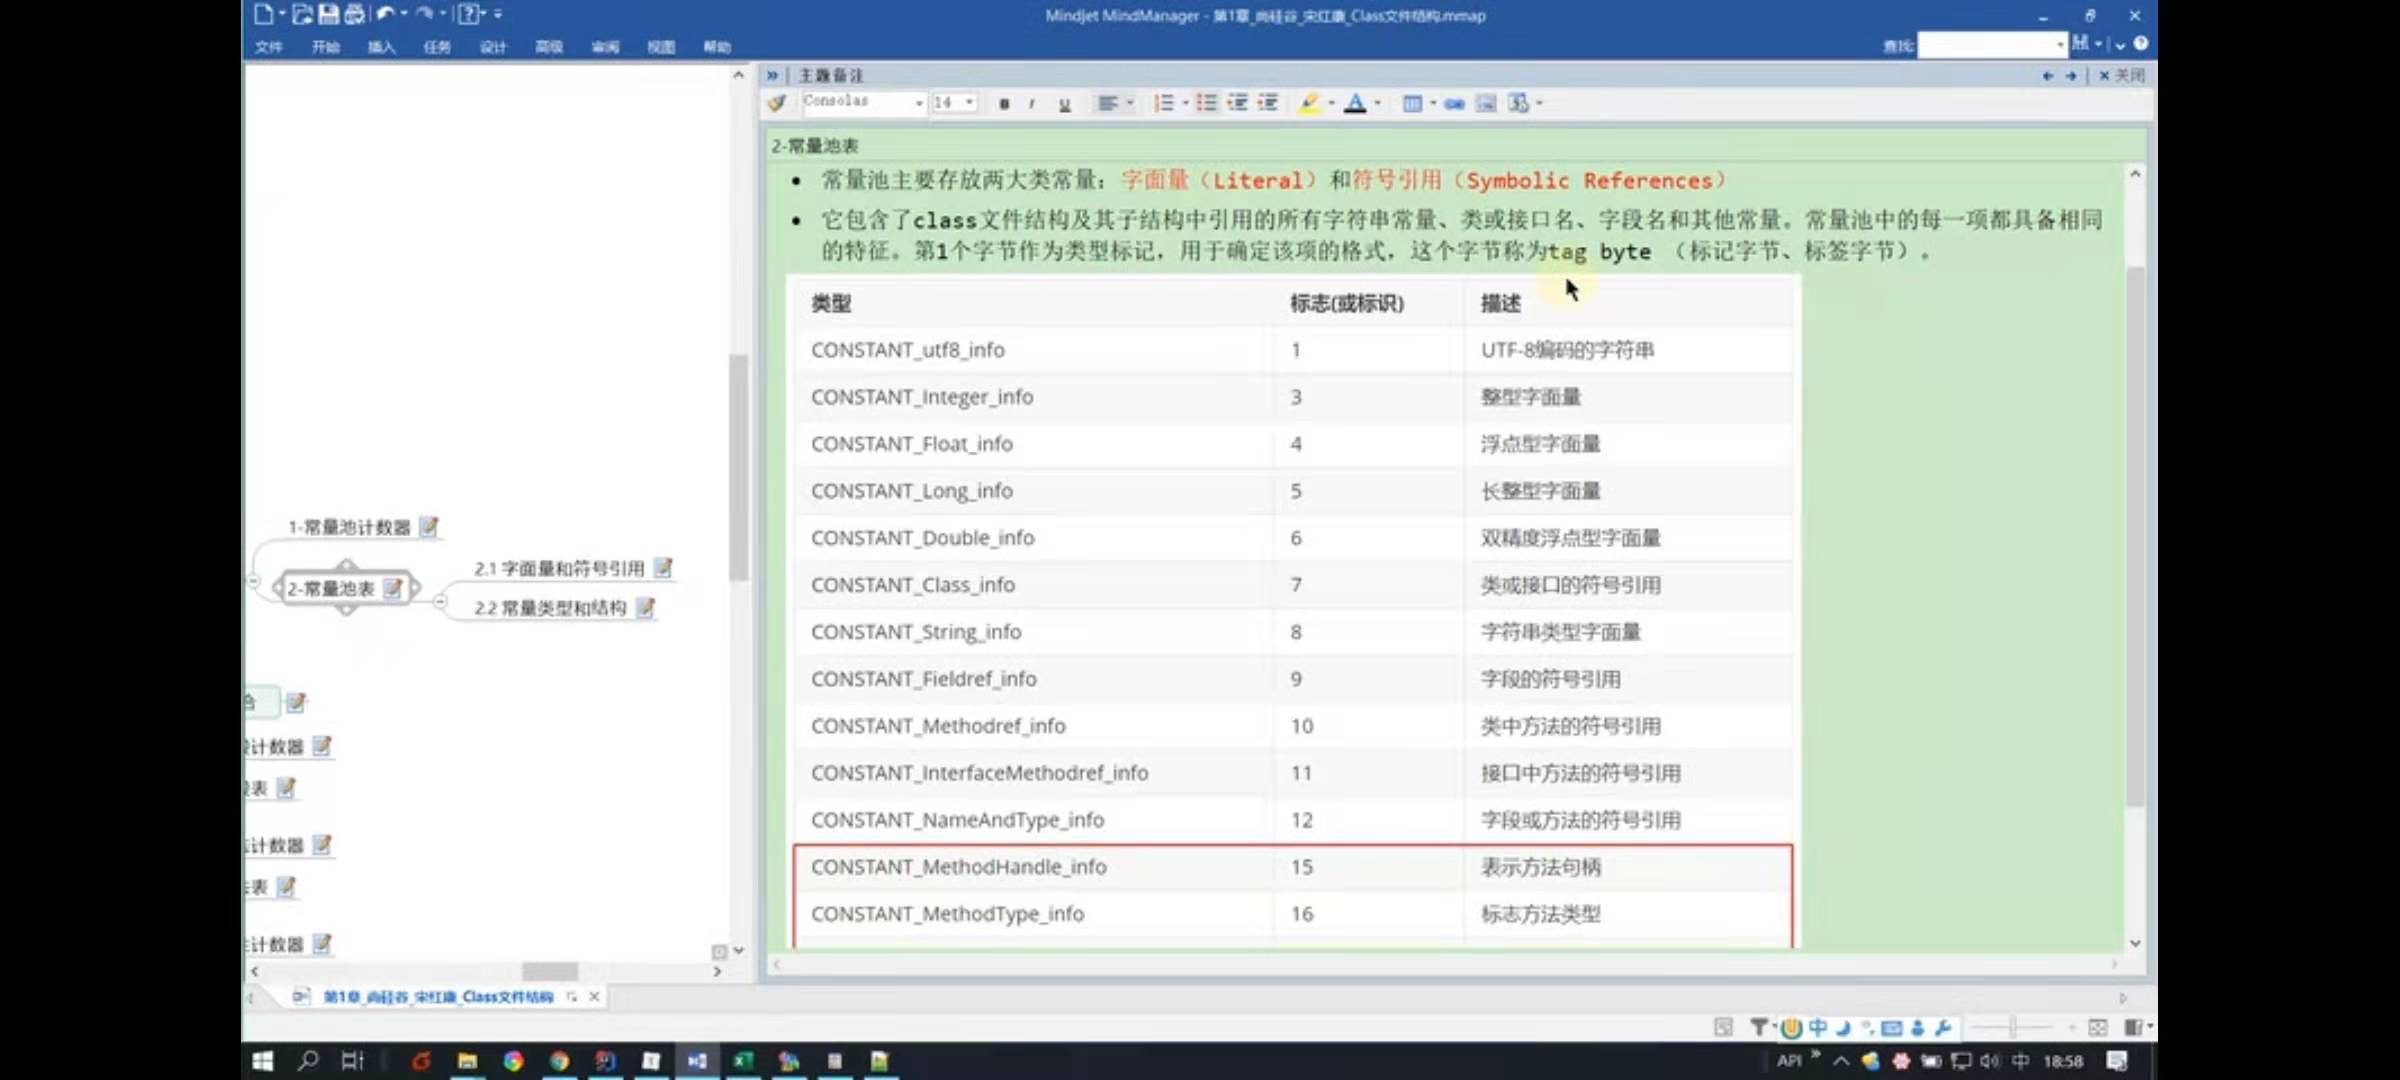 Mindjet MindManager - 第1章_尚硅谷_宋红康_Class文件结构.mmap
文件 开始 插入 任务 设计 高级 审阅 视图 帮助
查找:
主题备注
关闭
Consolas 14 B I U
2-常量池表
常量池主要存放两大类常量：字面量（Literal）和符号引用（Symbolic References）
它包含了class文件结构及其子结构中引用的所有字符串常量、类或接口名、字段名和其他常量。常量池中的每一项都具备相同
的特征。第1个字节作为类型标记，用于确定该项的格式，这个字节称为tag byte （标记字节、标签字节）。
类型 标志(或标识) 描述
CONSTANT_utf8_info 1 UTF-8编码的字符串
CONSTANT_Integer_info 3 整型字面量
CONSTANT_Float_info 4 浮点型字面量
CONSTANT_Long_info 5 长整型字面量
CONSTANT_Double_info 6 双精度浮点型字面量
CONSTANT_Class_info 7 类或接口的符号引用
CONSTANT_String_info 8 字符串类型字面量
CONSTANT_Fieldref_info 9 字段的符号引用
CONSTANT_Methodref_info 10 类中方法的符号引用
CONSTANT_InterfaceMethodref_info 11 接口中方法的符号引用
CONSTANT_NameAndType_info 12 字段或方法的符号引用
CONSTANT_MethodHandle_info 15 表示方法句柄
CONSTANT_MethodType_info 16 标志方法类型
1-常量池计数器
2-常量池表
2.1 字面量和符号引用
2.2 常量类型和结构
计数器
表
计数器
表
计数器
第1章_尚硅谷_宋红康_Class文件结构
中
API 中 18:58